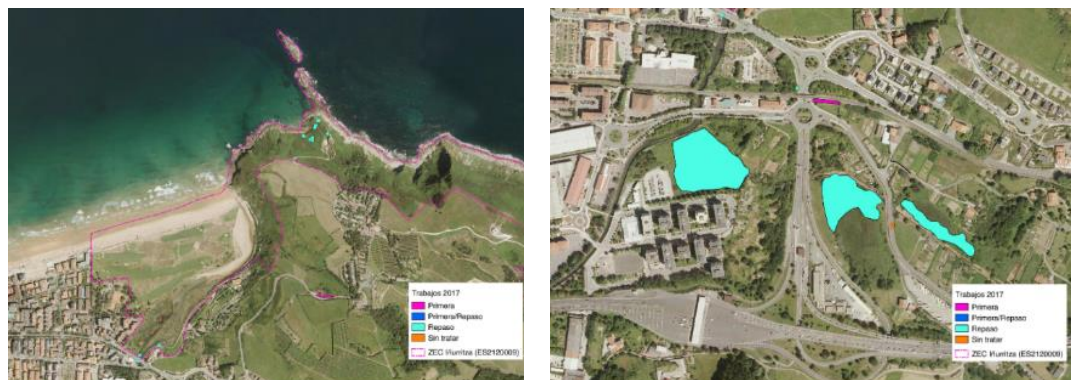 Trabajos 2017
Primera
Primera/Repaso
Repaso
Sin tratar
ZEC Iñurritza (ES2120009)
Trabajos 2017
Primera
Primera/Repaso
Repaso
Sin tratar
ZEC Iñurritza (ES2120009)